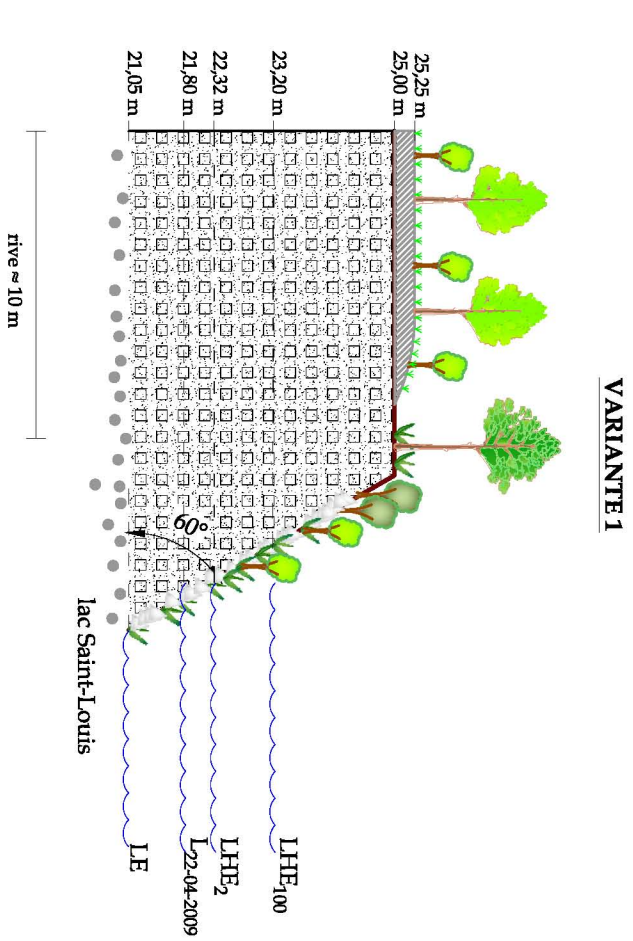 VARIANTE 1
25,25 m
25,00 m
23,20 m
22,32 m
21,80 m
21,05 m
60°
LHE100
LHE2
L22-04-2009
LE
lac Saint-Louis
rive ≈ 10 m